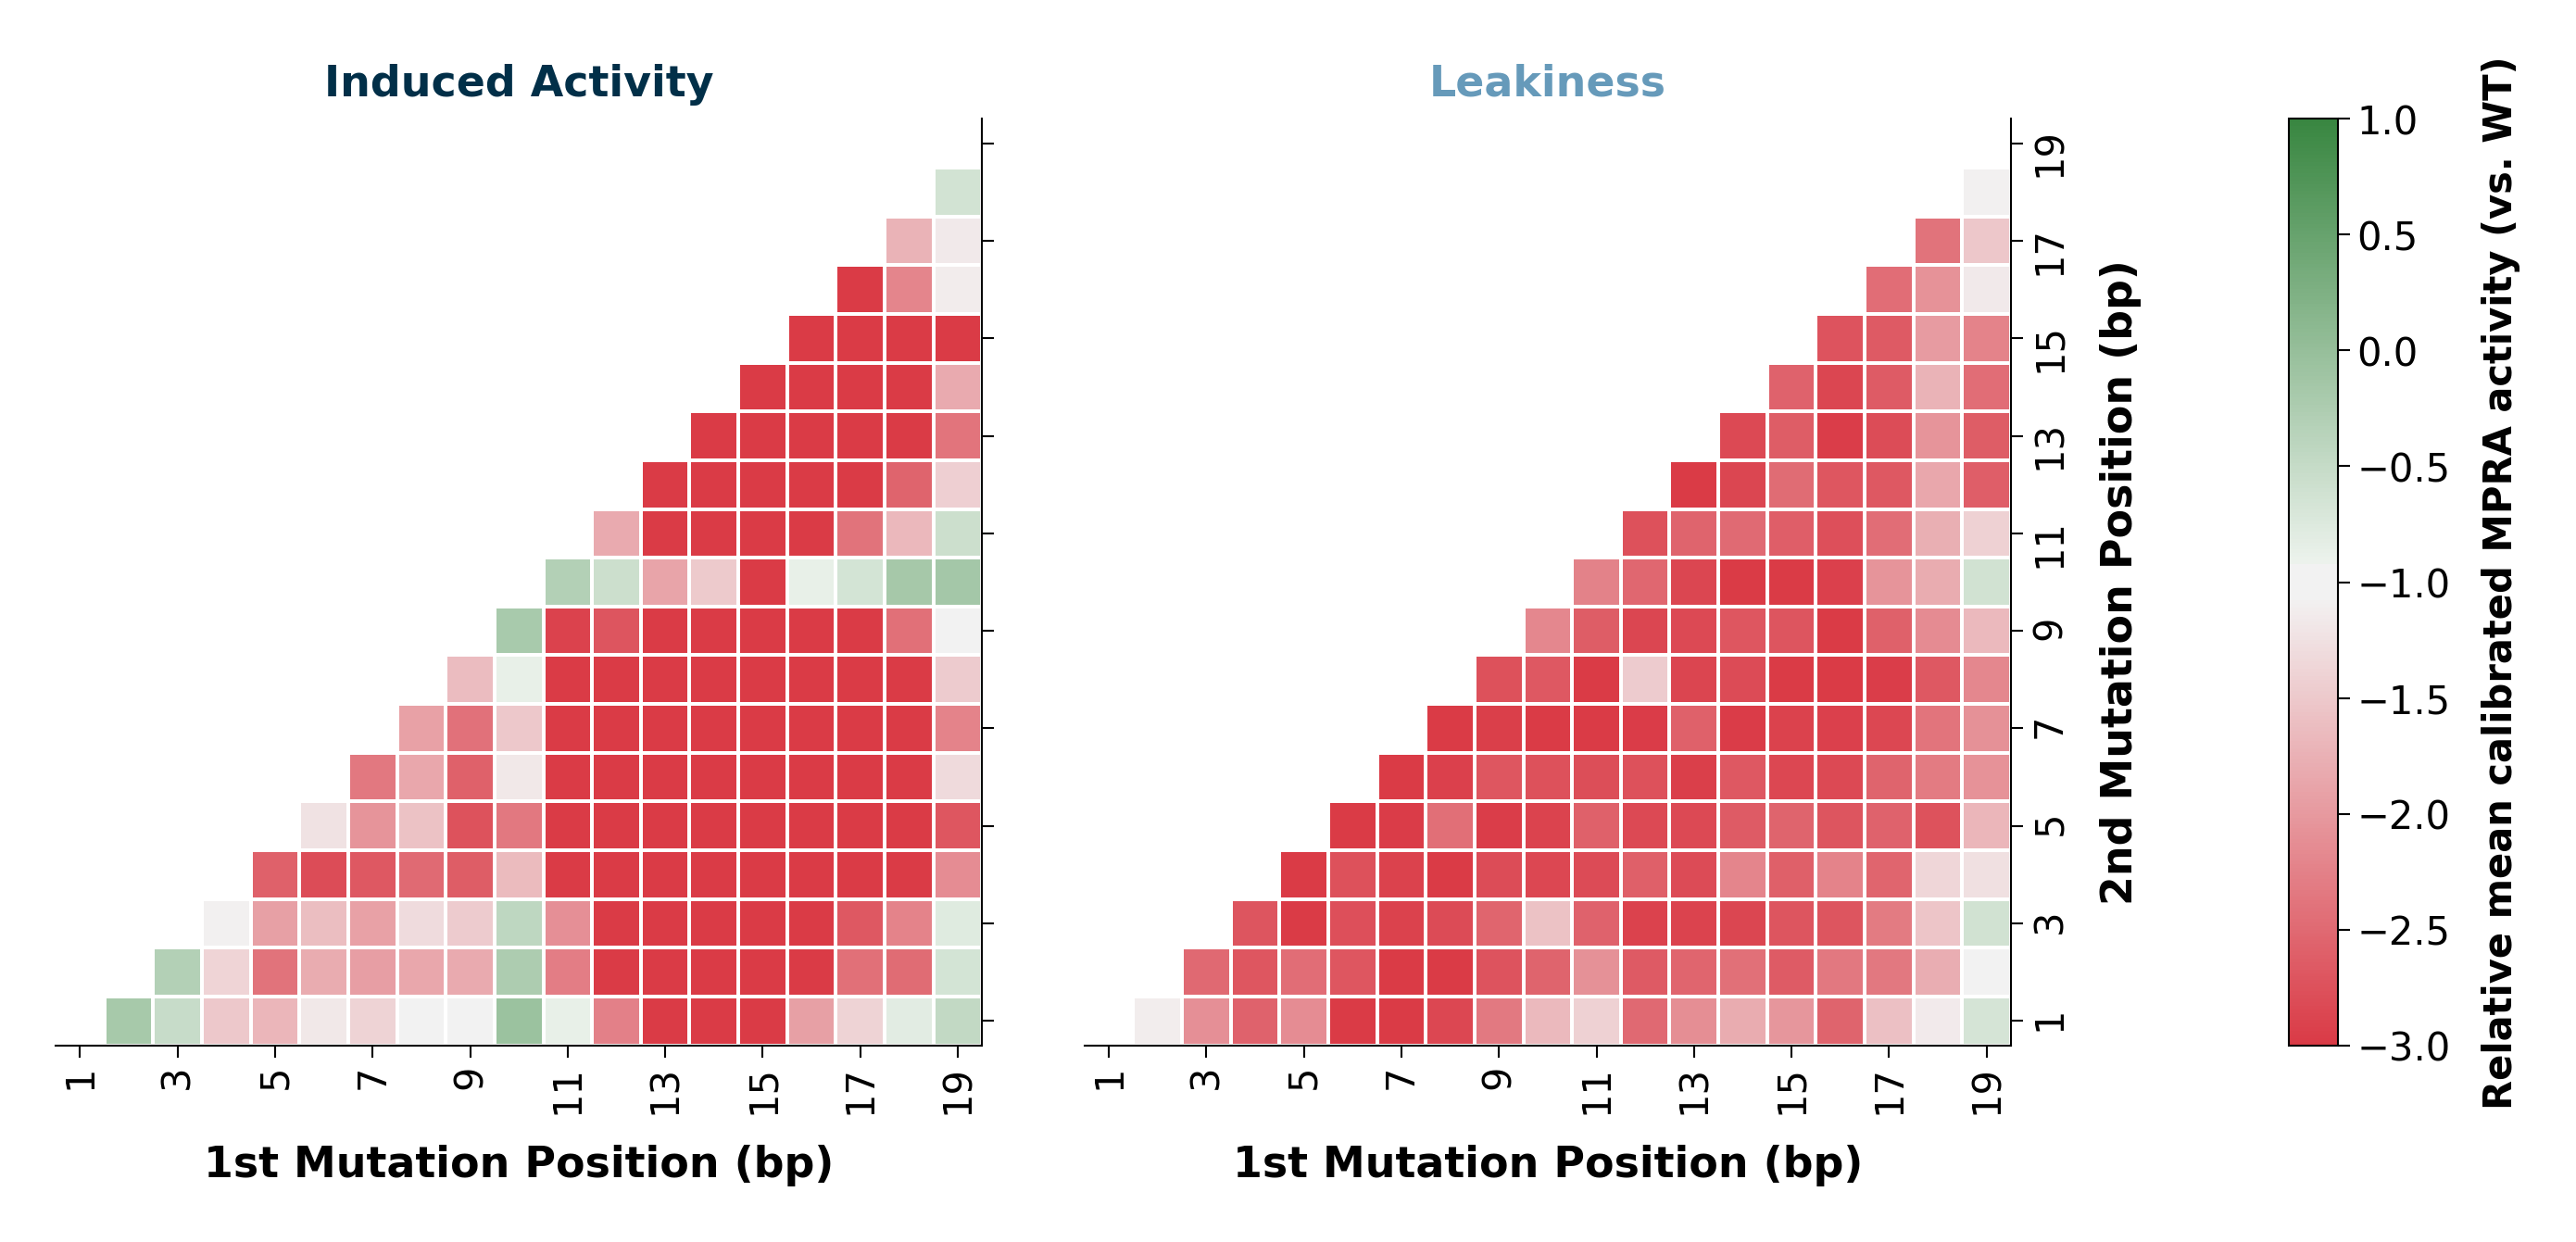 Induced Activity
Leakiness
1 3 5 7 9 11 13 15 17 19
1st Mutation Position (bp)
1 3 5 7 9 11 13 15 17 19
1st Mutation Position (bp)
19
17
15
13
11
9
7
5
3
1
2nd Mutation Position (bp)
1.0
0.5
0.0
−0.5
−1.0
−1.5
−2.0
−2.5
−3.0
Relative mean calibrated MPRA activity (vs. WT)